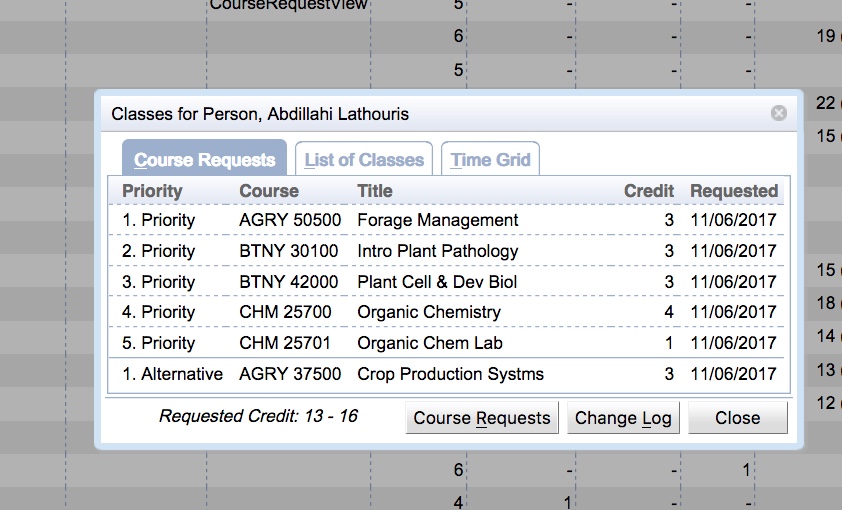 CourseRequestView 5 - - -
6 - - - 19
5 - - -
22
Classes for Person, Abdillahi Lathouris
15
Course Requests List of Classes Time Grid
Priority Course Title Credit Requested
1. Priority AGRY 50500 Forage Management 3 11/06/2017
2. Priority BTNY 30100 Intro Plant Pathology 3 11/06/2017
15
3. Priority BTNY 42000 Plant Cell & Dev Biol 3 11/06/2017
18
4. Priority CHM 25700 Organic Chemistry 4 11/06/2017
14
5. Priority CHM 25701 Organic Chem Lab 1 11/06/2017
13
1. Alternative AGRY 37500 Crop Production Systms 3 11/06/2017
12
Requested Credit: 13 - 16 Course Requests Change Log Close
6 - - 1
4 1 - -